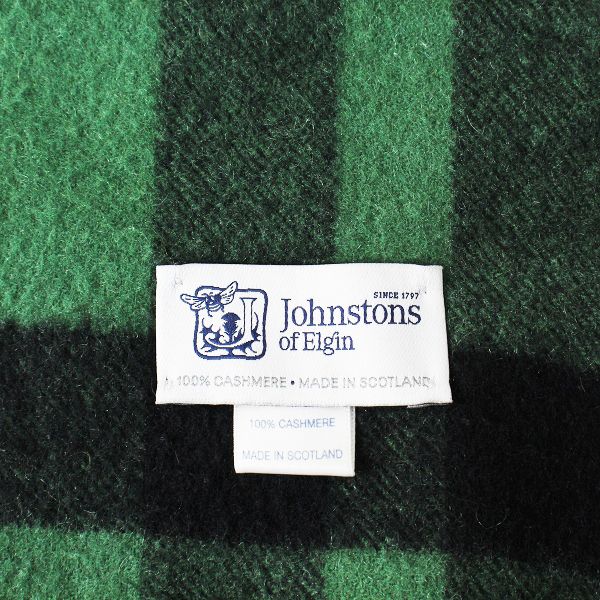 SINCE 1797
Johnstons
of Elgin
100% CASHMERE • MADE IN SCOTLAND
100% CASHMERE
MADE IN SCOTLAND